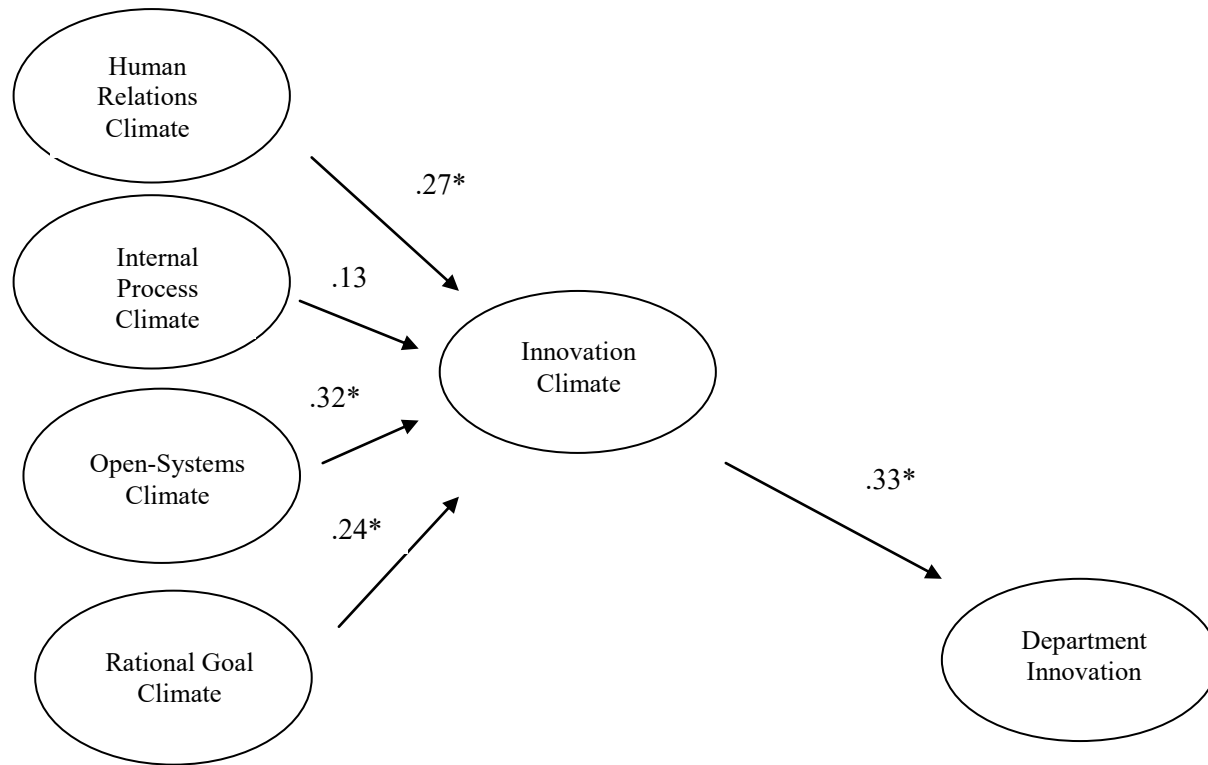 Human
Relations
Climate
.27*
Internal
Process
Climate
.13
Innovation
Climate
.32*
Open-Systems
Climate
.33*
.24*
Rational Goal
Climate
Department
Innovation